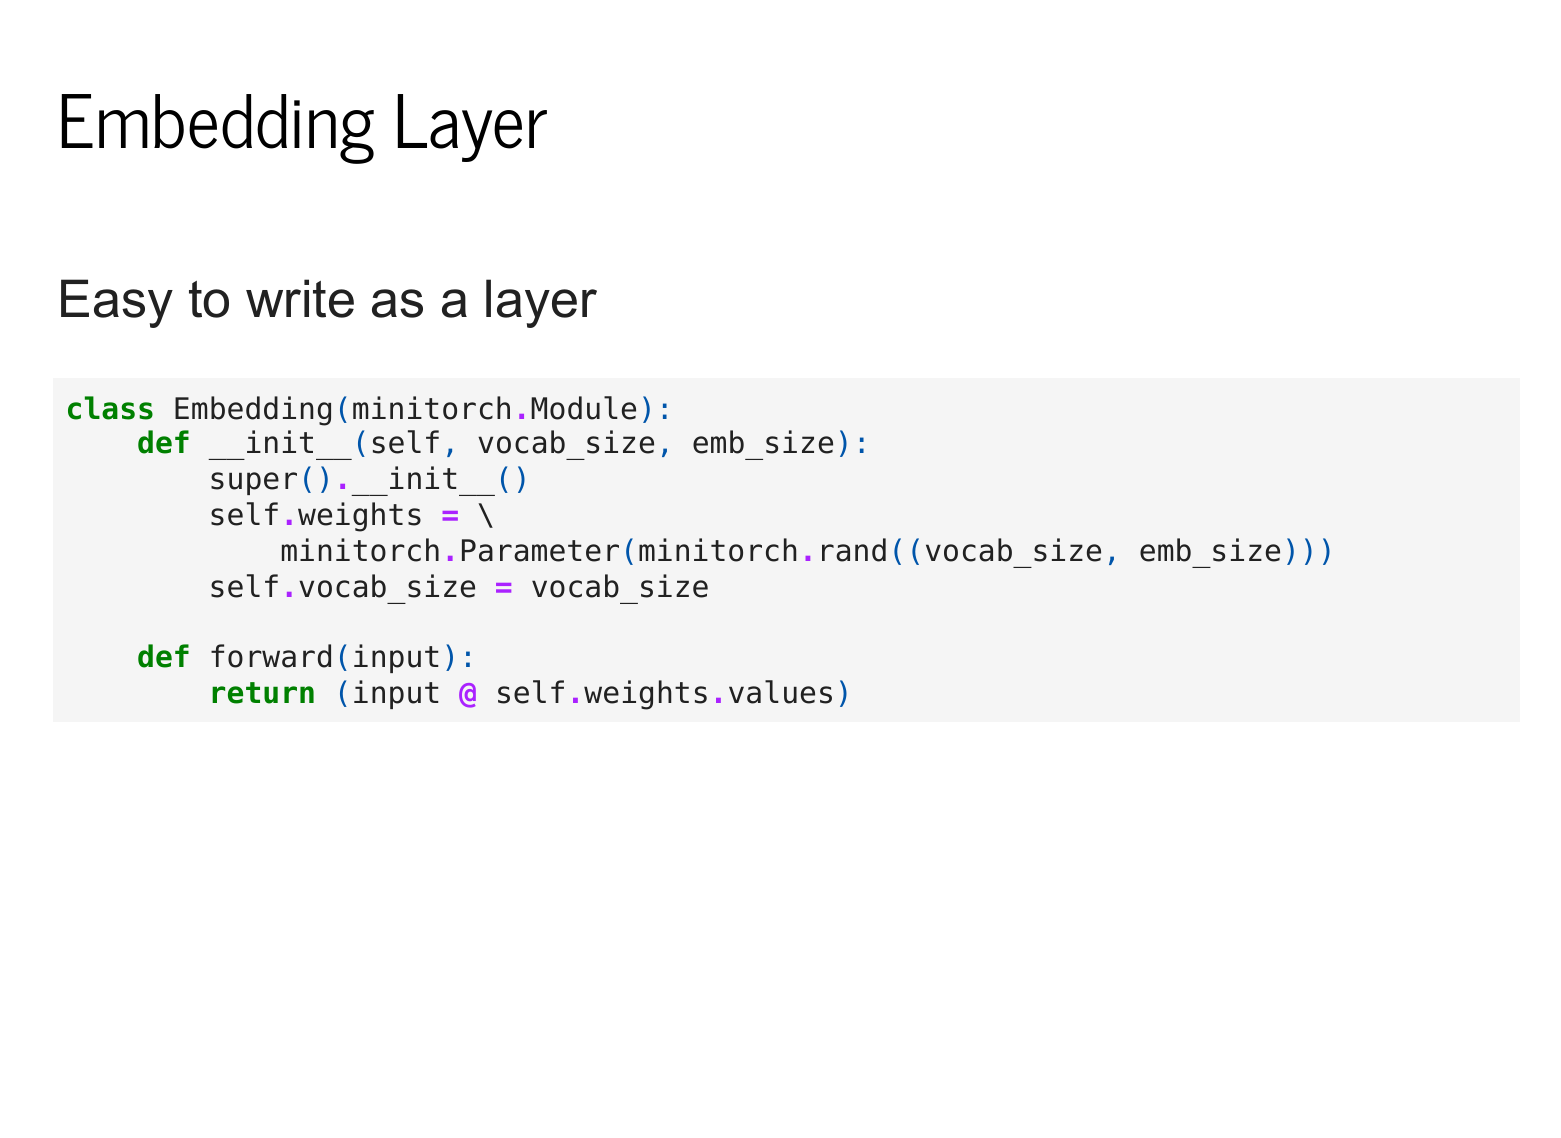 Embedding Layer
Easy to write as a layer
class Embedding(minitorch.Module):
    def __init__(self, vocab_size, emb_size):
        super().__init__()
        self.weights = \
            minitorch.Parameter(minitorch.rand((vocab_size, emb_size)))
        self.vocab_size = vocab_size
    def forward(input):
        return (input @ self.weights.values)